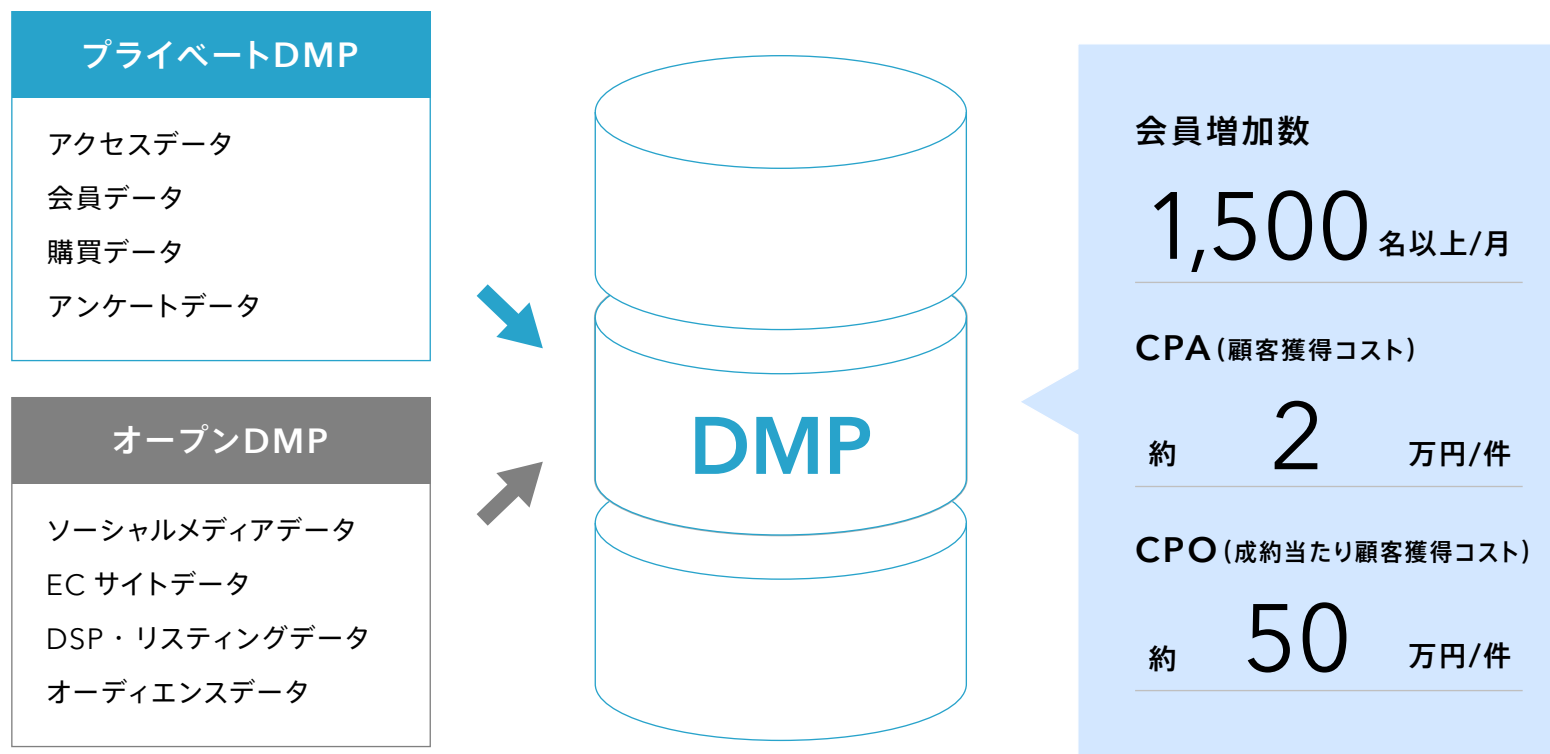 プライベートDMP
アクセスデータ
会員データ
購買データ
アンケートデータ
オープンDMP
ソーシャルメディアデータ
EC サイトデータ
DSP・リスティングデータ
オーディエンスデータ
DMP
会員増加数
1,500名以上/月
CPA(顧客獲得コスト)
約 2 万円/件
CPO(成約当たり顧客獲得コスト)
約 50 万円/件